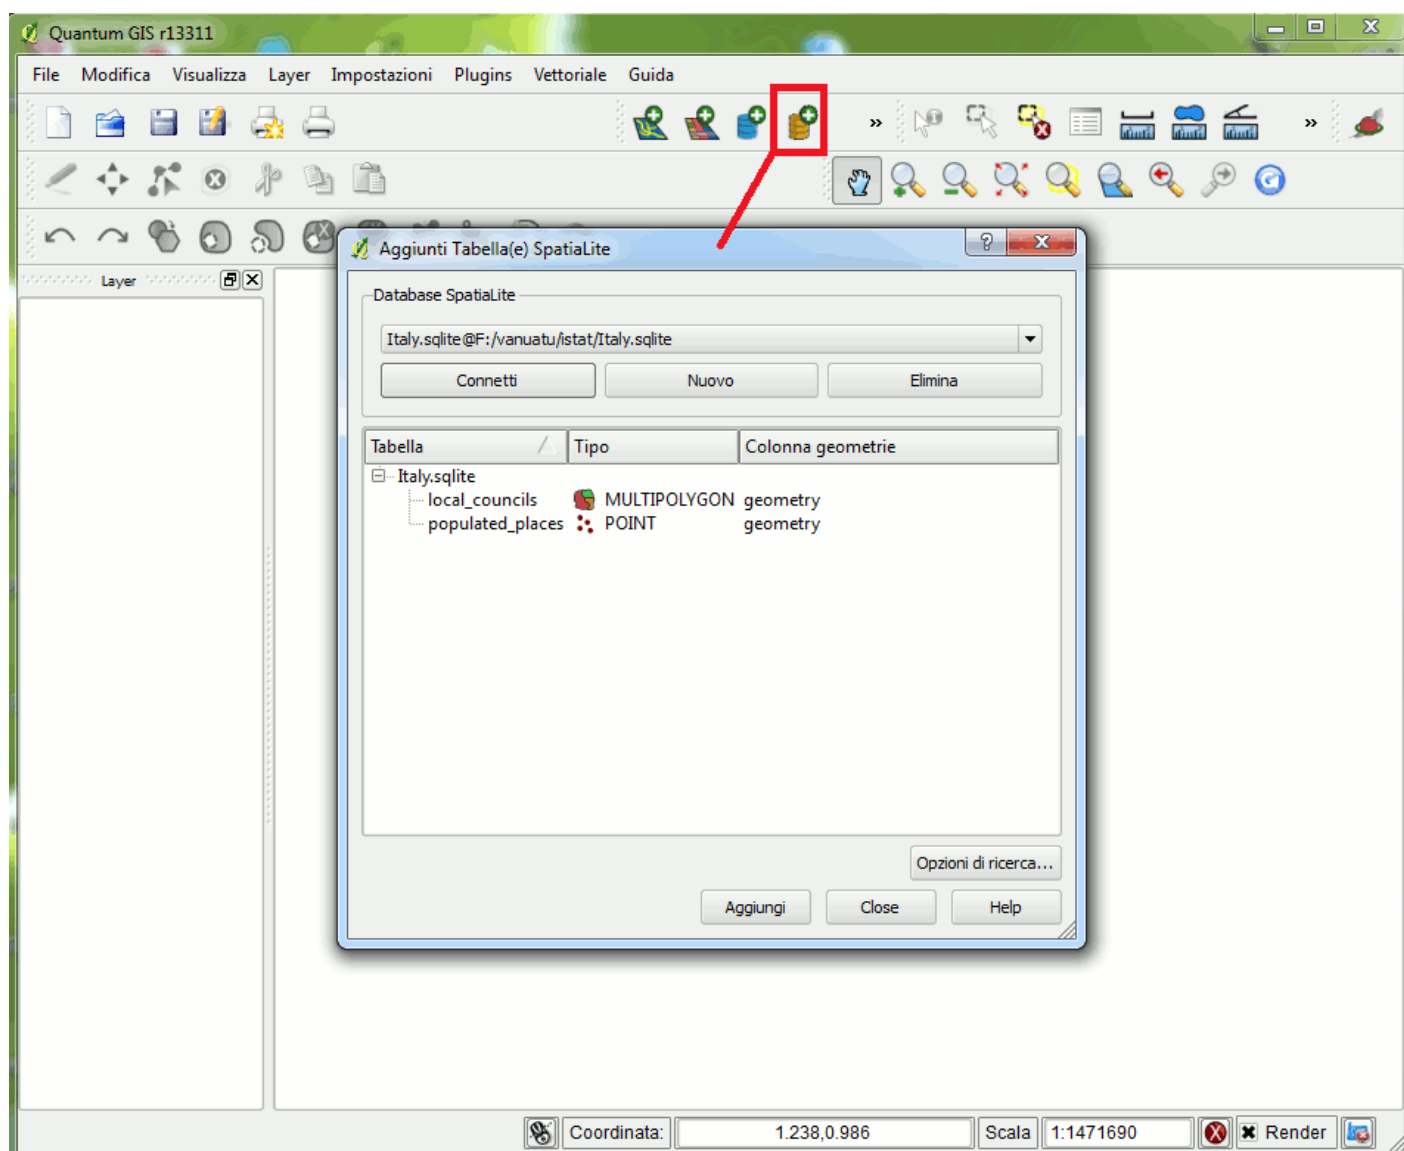 Quantum GIS r13311
File Modifica Visualizza Layer Impostazioni Plugins Vettoriale Guida
»
»
Layer
Aggiunti Tabella(e) SpatiaLite
Database SpatiaLite
Italy.sqlite@F:/vanuatu/istat/Italy.sqlite
Connetti Nuovo Elimina
Tabella Tipo Colonna geometrie
Italy.sqlite
local_councils MULTIPOLYGON geometry
populated_places POINT geometry
Opzioni di ricerca...
Aggiungi Close Help
Coordinata: 1.238,0.986 Scala 1:1471690 Render